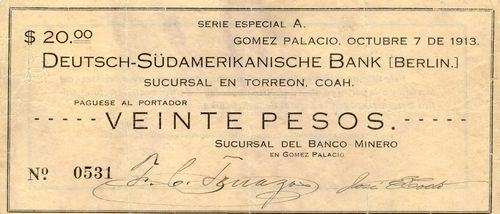 SERIE ESPECIAL A.
$ 20.00
GOMEZ PALACIO, OCTUBRE 7 DE 1913.
DEUTSCH-SÜDAMERIKANISCHE BANK [BERLIN.]
SUCURSAL EN TORREON, COAH.
PAGUESE AL PORTADOR
VEINTE PESOS.
SUCURSAL DEL BANCO MINERO
EN GOMEZ PALACIO
Nº 0531